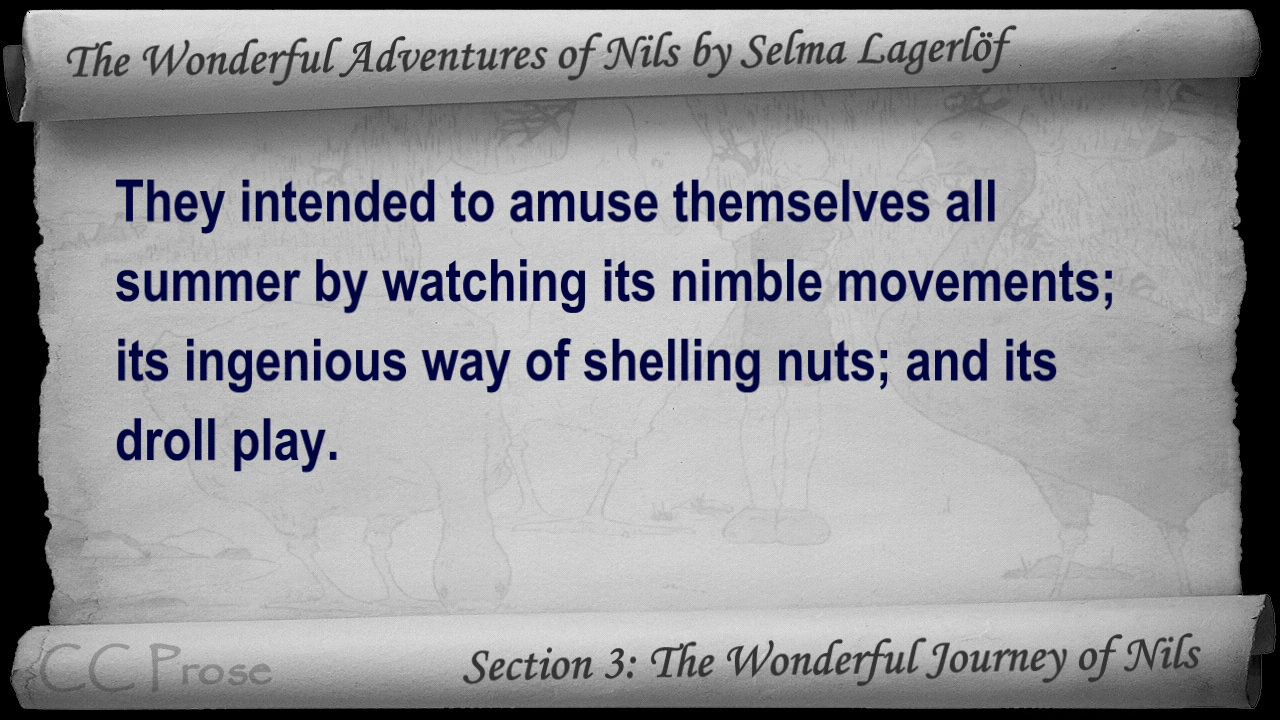 The Wonderful Adventures of Nils by Selma Lagerlöf
They intended to amuse themselves all
summer by watching its nimble movements;
its ingenious way of shelling nuts; and its
droll play.
CC Prose
Section 3: The Wonderful Journey of Nils